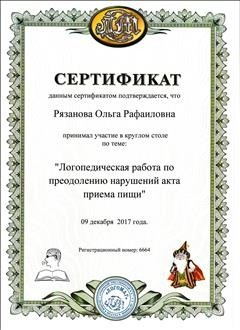 СЕРТИФИКАТ
данным сертификатом подтверждается, что
Рязанова Ольга Рафаиловна
принимал участие в круглом столе
по теме:
"Логопедическая работа по
преодолению нарушений акта
приема пищи"
09 декабря 2017 года.
Регистрационный номер: 6664